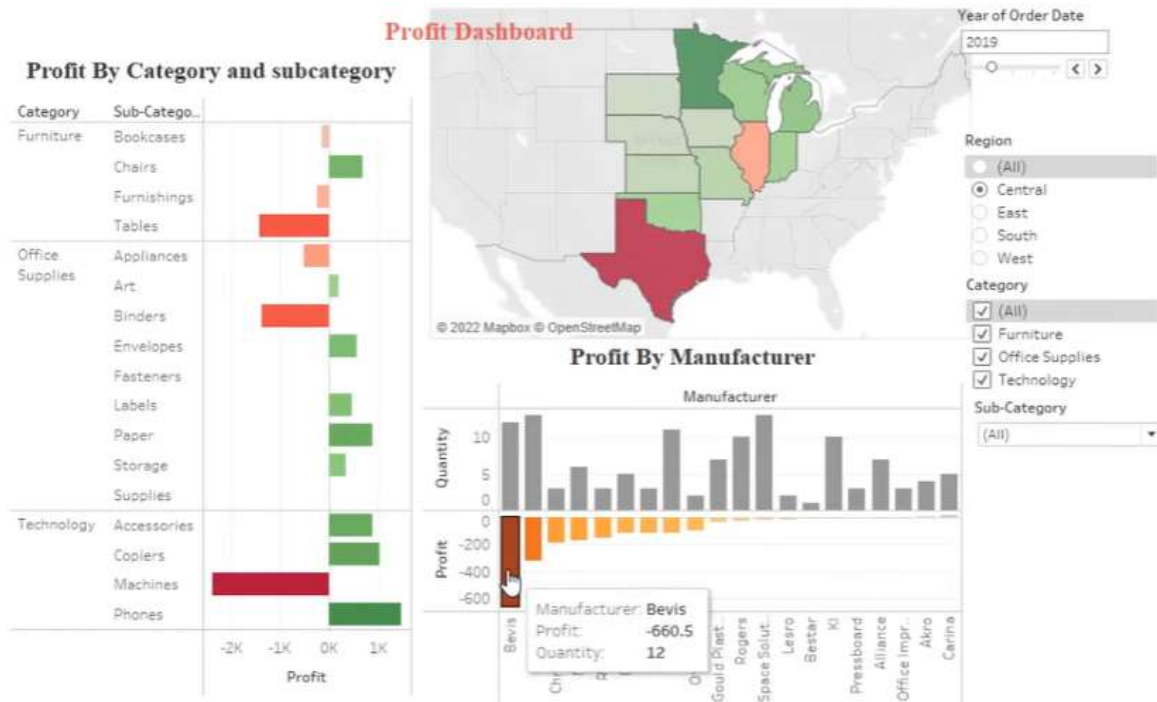 Profit Dashboard
Year of Order Date
2019
Profit By Category and subcategory
Category Sub-Catego..
Furniture Bookcases
Chairs
Furnishings
Tables
Office Supplies Appliances
Art
Binders
Envelopes
Fasteners
Labels
Paper
Storage
Supplies
Technology Accessories
Copiers
Machines
Phones
-2K -1K 0K 1K
Profit
© 2022 Mapbox © OpenStreetMap
Region
(All)
Central
East
South
West
Category
(All)
Furniture
Office Supplies
Technology
Sub-Category
(All)
Profit By Manufacturer
Manufacturer
Quantity
10
5
0
Profit
0
-200
-400
-600
Manufacturer: Bevis
Profit: -660.5
Quantity: 12
Bevis
Gould Plast..
Rogers
Space Solut..
Lesro
Bestar
KI
Pressboard
Alliance
Office Impr..
Akro
Carina